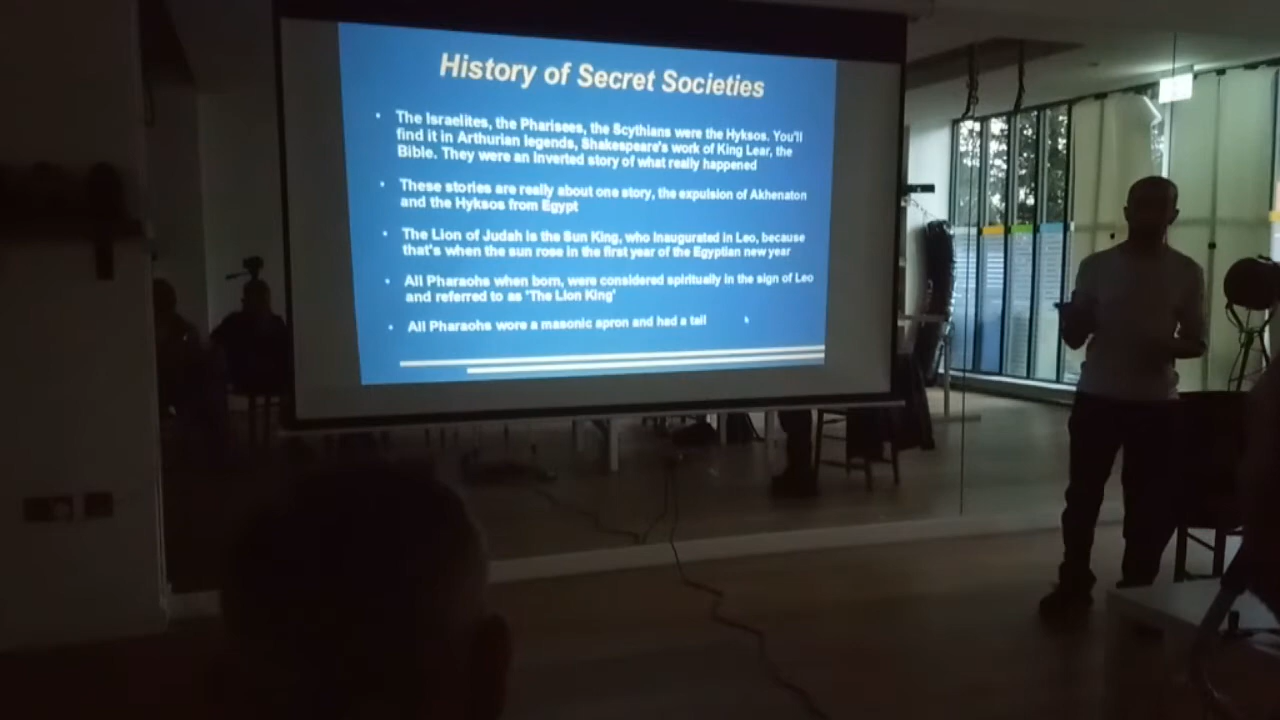 History of Secret Societies
• The Israelites, the Pharisees, the Scythians were the Hyksos. You'll
find it in Arthurian legends, Shakespeare's work of King Lear, the
Bible. They were an inverted story of what really happened
• These stories are really about one story, the expulsion of Akhenaton
and the Hyksos from Egypt
• The Lion of Judah is the Sun King, who inaugurated in Leo, because
that's when the sun rose in the first year of the Egyptian new year
• All Pharaohs when born, were considered spiritually in the sign of Leo
and referred to as 'The Lion King'
• All Pharaohs wore a masonic apron and had a tail